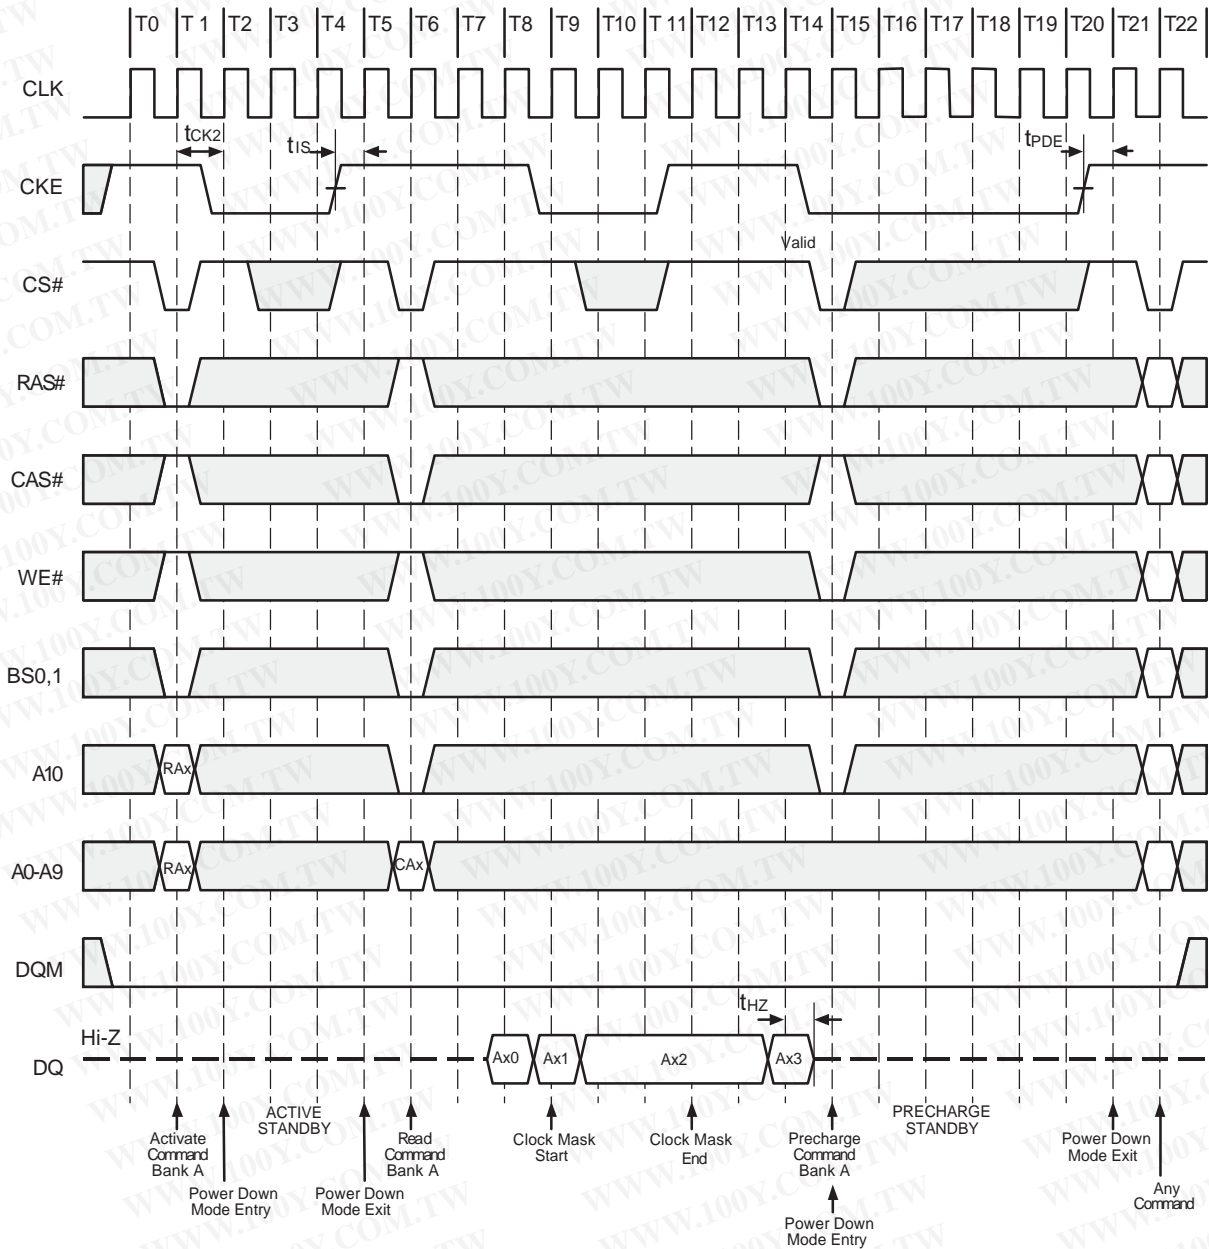 T0 T 1 T2 T3 T4 T5 T6 T7 T8 T9 T10 T 11 T12 T13 T14 T15 T16 T17 T18 T19 T20 T21 T22
CLK
tCK2
tIS
tPDE
CKE
Valid
CS#
RAS#
CAS#
WE#
BS0,1
A10
RAx
A0-A9
RAx
CAx
DQM
tHZ
Hi-Z
DQ
Ax0
Ax1
Ax2
Ax3
ACTIVE
STANDBY
PRECHARGE
STANDBY
Activate
Command
Bank A
Read
Command
Bank A
Clock Mask
Start
Clock Mask
End
Precharge
Command
Bank A
Power Down
Mode Exit
Power Down
Mode Entry
Power Down
Mode Exit
Any
Command
Power Down
Mode Entry
WWW.100Y.COM.TW